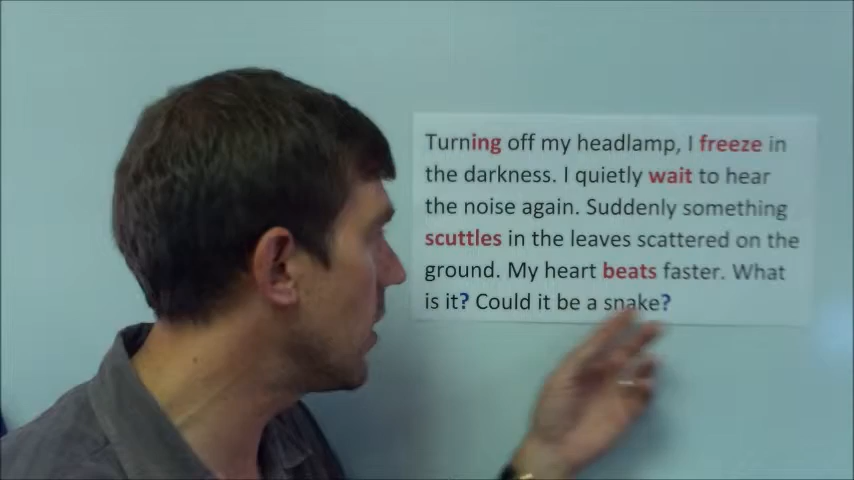 Turning off my headlamp, I freeze in
the darkness. I quietly wait to hear
the noise again. Suddenly something
scuttles in the leaves scattered on the
ground. My heart beats faster. What
is it? Could it be a snake?